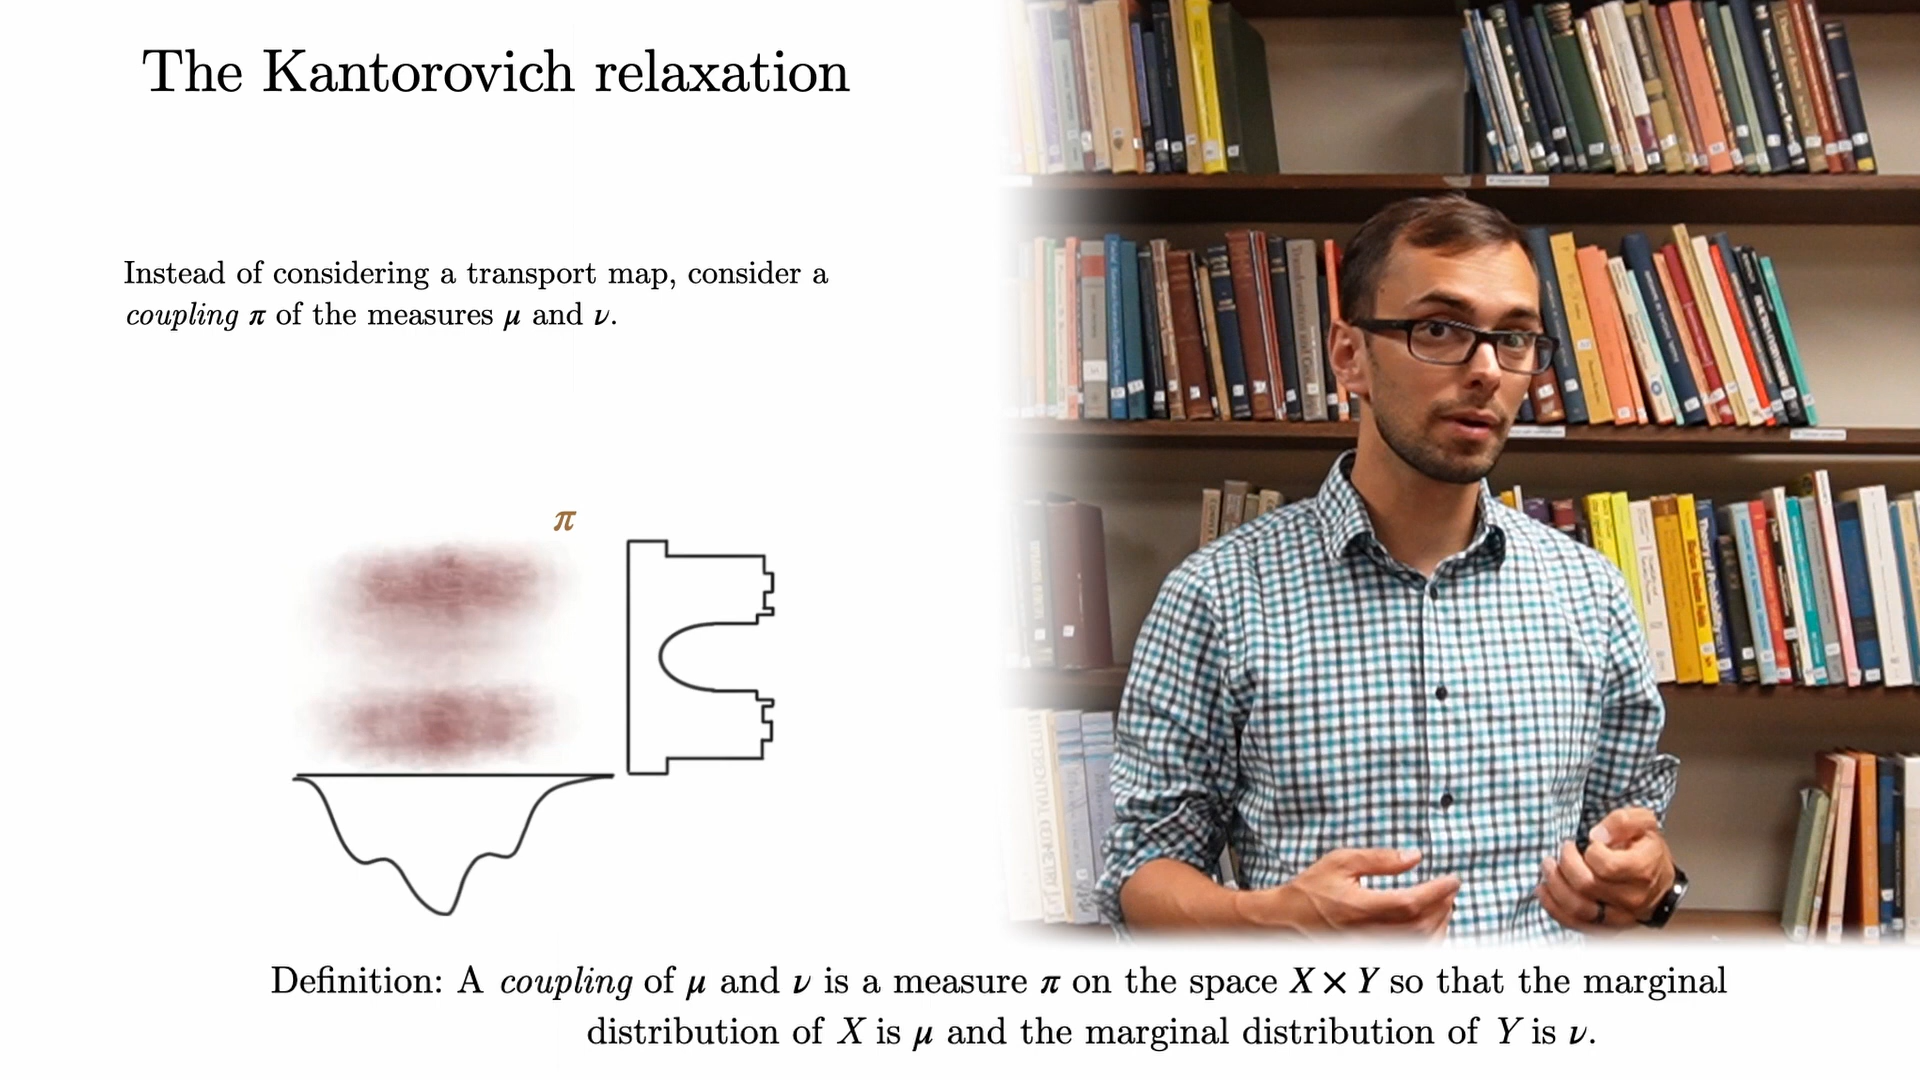 The Kantorovich relaxation
Instead of considering a transport map, consider a
coupling π of the measures μ and ν.
π
Definition: A coupling of μ and ν is a measure π on the space X × Y so that the marginal
distribution of X is μ and the marginal distribution of Y is ν.